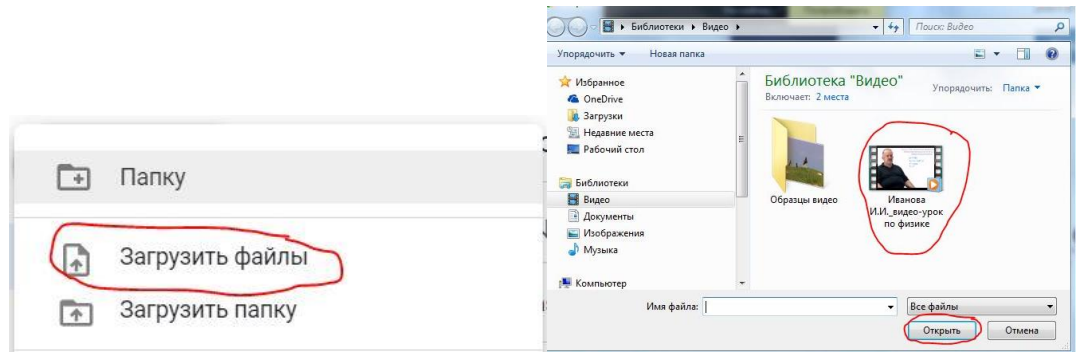 Папку
Загрузить файлы
Загрузить папку
Библиотеки Видео
Поиск: Видео
Упорядочить Новая папка
Избранное
OneDrive
Загрузки
Недавние места
Рабочий стол
Библиотеки
Видео
Документы
Изображения
Музыка
Компьютер
Библиотека "Видео"
Включает: 2 места
Упорядочить: Папка
Образцы видео
Иванова
И.И._видео-урок
по физике
Имя файла:
Все файлы
Открыть Отмена